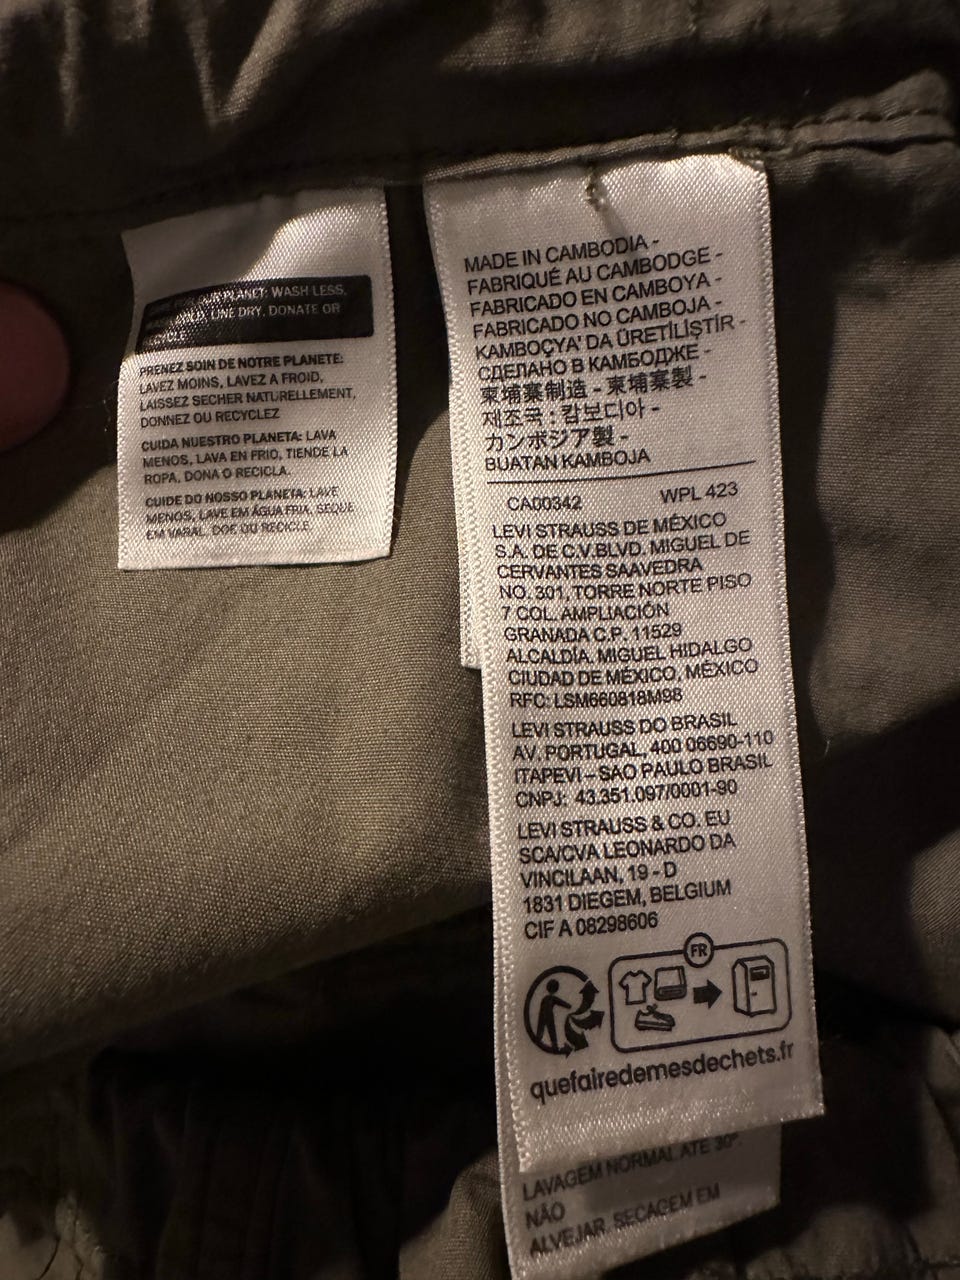 FOR OUR PLANET: WASH LESS,
COLD, LINE DRY, DONATE OR
PRENEZ SOIN DE NOTRE PLANETE:
LAVEZ MOINS, LAVEZ A FROID,
LAISSEZ SECHER NATURELLEMENT,
DONNEZ OU RECYCLEZ
CUIDA NUESTRO PLANETA: LAVA
MENOS, LAVA EN FRIO, TIENDE LA
ROPA, DONA O RECICLA.
CUIDE DO NOSSO PLANETA: LAVE
MENOS, LAVE EM ÁGUA FRIA, SEQUE
EM VARAL, DOE OU RECICLE
MADE IN CAMBODIA -
FABRIQUÉ AU CAMBODGE -
FABRICADO EN CAMBOYA -
FABRICADO NO CAMBOJA -
KAMBOÇYA' DA ÜRETİLİŞTİR -
СДЕЛАНО В КАМБОДЖЕ -
柬埔寨制造 - 柬埔寨製 -
제조국 : 캄보디아 -
カンボジア製 -
BUATAN KAMBOJA
CA00342 WPL 423
LEVI STRAUSS DE MÉXICO
S.A. DE C.V.BLVD. MIGUEL DE
CERVANTES SAAVEDRA
NO. 301, TORRE NORTE PISO
7 COL. AMPLIACIÓN
GRANADA C.P. 11529
ALCALDÍA. MIGUEL HIDALGO
CIUDAD DE MÉXICO, MÉXICO
RFC: LSM660818M98
LEVI STRAUSS DO BRASIL
AV. PORTUGAL, 400 06690-110
ITAPEVI – SAO PAULO BRASIL
CNPJ: 43.351.097/0001-90
LEVI STRAUSS & CO. EU
SCA/CVA LEONARDO DA
VINCILAAN, 19 - D
1831 DIEGEM, BELGIUM
CIF A 08298606
FR
quefairedemesdechets.fr
LAVAGEM NORMAL ATE 30°.
NÃO
ALVEJAR. SECAGEM EM